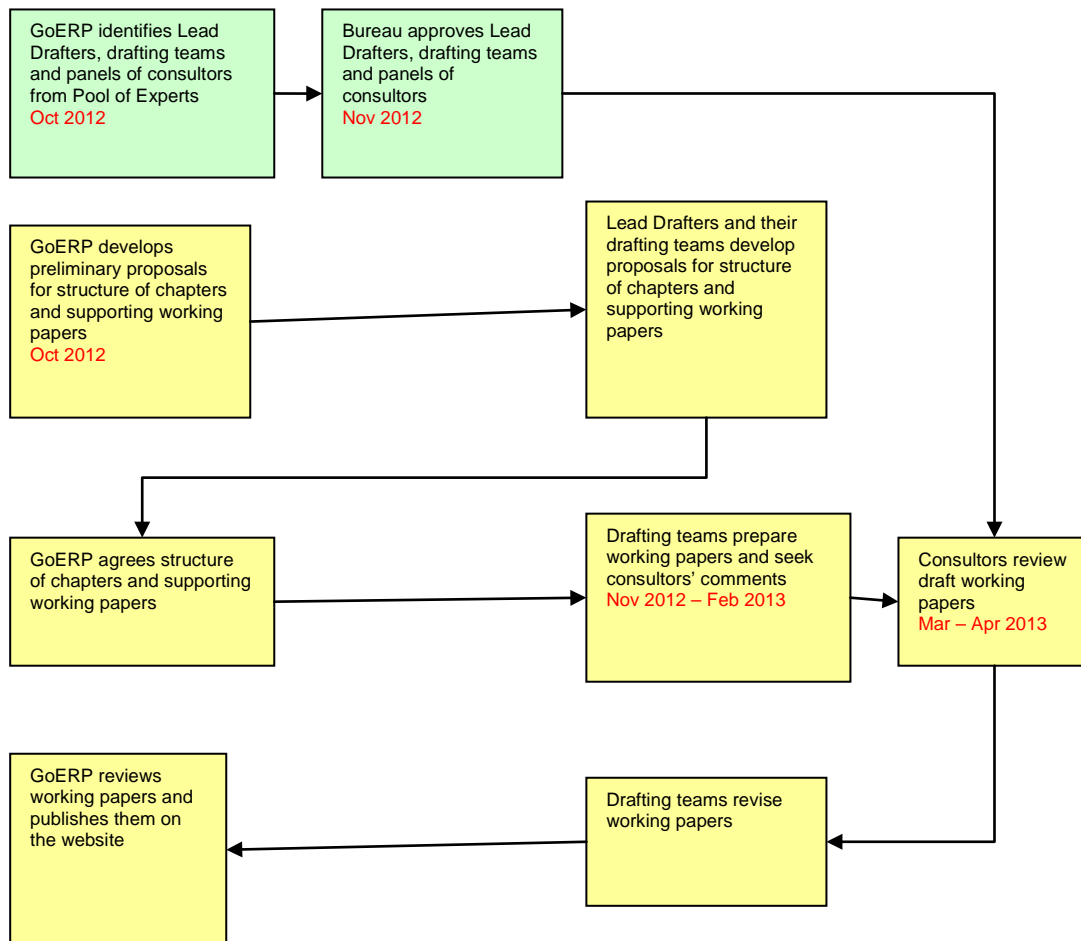 GoERP identifies Lead
Drafters, drafting teams
and panels of consultors
from Pool of Experts
Oct 2012
Bureau approves Lead
Drafters, drafting teams
and panels of
consultors
Nov 2012
GoERP develops
preliminary proposals
for structure of chapters
and supporting working
papers
Oct 2012
Lead Drafters and their
drafting teams develop
proposals for structure
of chapters and
supporting working
papers
GoERP agrees structure
of chapters and supporting
working papers
Drafting teams prepare
working papers and seek
consultors’ comments
Nov 2012 – Feb 2013
Consultors review
draft working
papers
Mar – Apr 2013
GoERP reviews
working papers and
publishes them on
the website
Drafting teams revise
working papers